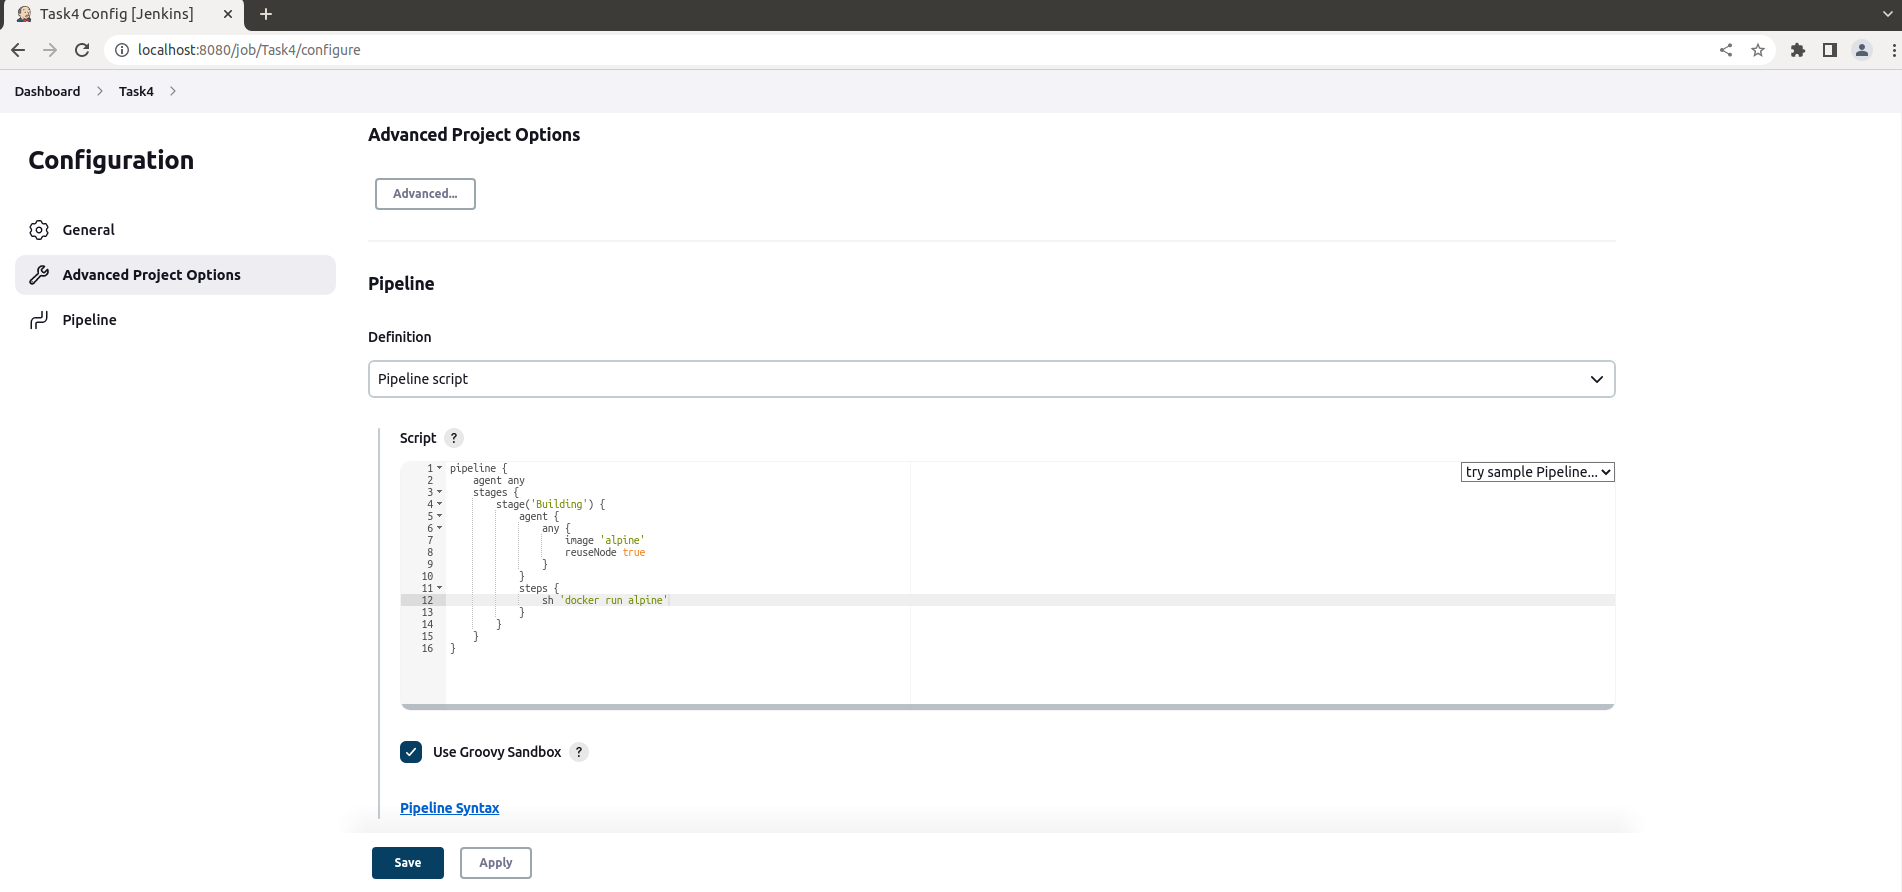 Task4 Config [Jenkins]
localhost:8080/job/Task4/configure
Dashboard > Task4 >
Configuration
General
Advanced Project Options
Pipeline
Advanced Project Options
Advanced...
Pipeline
Definition
Pipeline script
Script ?
try sample Pipeline...
1 pipeline {
2     agent any
3     stages {
4         stage('Building') {
5             agent {
6                 any {
7                     image 'alpine'
8                     reuseNode true
9                 }
10             }
11             steps {
12                 sh 'docker run alpine'
13             }
14         }
15     }
16 }
Use Groovy Sandbox ?
Pipeline Syntax
Save Apply